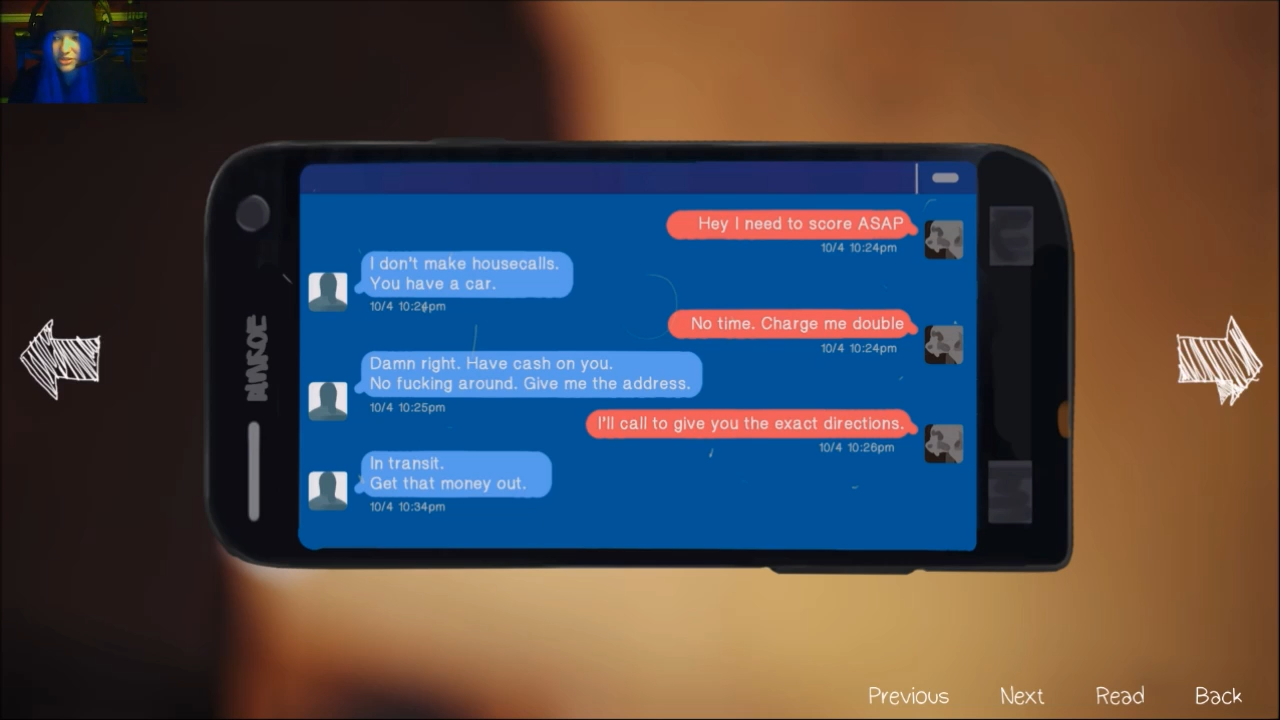 Hey I need to score ASAP
10/4 10:24pm
I don't make housecalls.
You have a car.
10/4 10:24pm
No time. Charge me double
10/4 10:24pm
Damn right. Have cash on you.
No fucking around. Give me the address.
10/4 10:25pm
I'll call to give you the exact directions.
10/4 10:26pm
In transit.
Get that money out.
10/4 10:34pm
Previous
Next
Read
Back